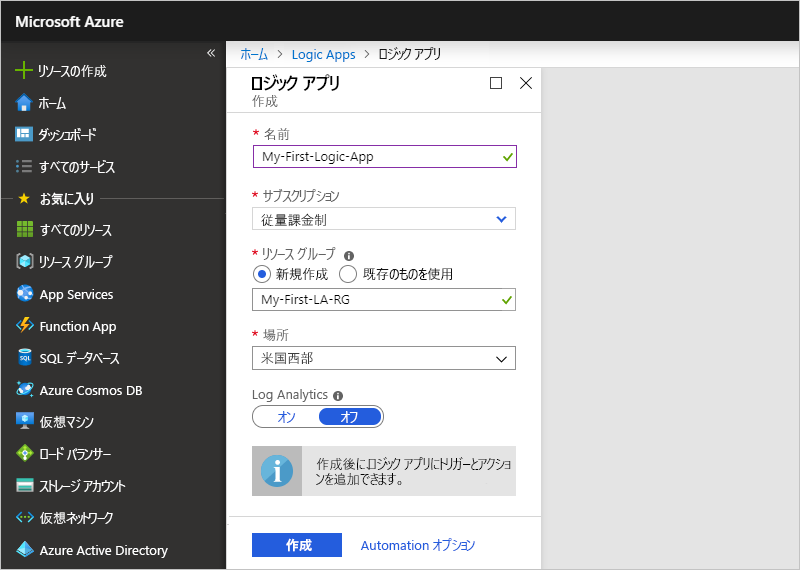 Microsoft Azure
«
リソースの作成
ホーム
ダッシュボード
すべてのサービス
お気に入り
すべてのリソース
リソース グループ
App Services
Function App
SQL データベース
Azure Cosmos DB
仮想マシン
ロード バランサー
ストレージ アカウント
仮想ネットワーク
Azure Active Directory
ホーム > Logic Apps > ロジック アプリ
ロジック アプリ
作成
* 名前
My-First-Logic-App
* サブスクリプション
従量課金制
* リソース グループ
新規作成 既存のものを使用
My-First-LA-RG
* 場所
米国西部
Log Analytics
オン オフ
作成後にロジック アプリにトリガーとアクショ
ンを追加できます。
作成 Automation オプション